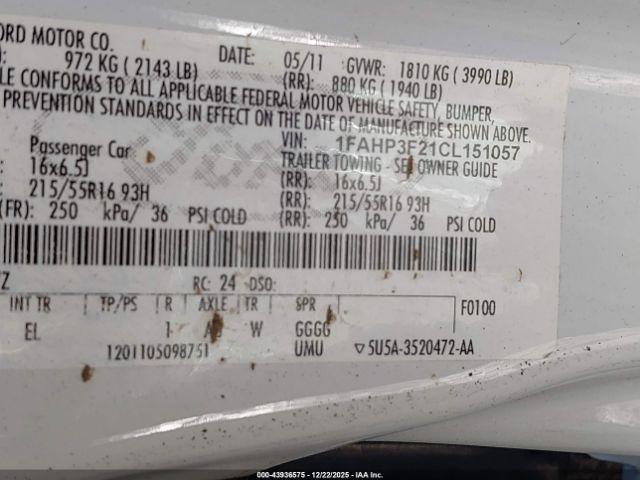 ORD MOTOR CO.
DATE: 05/11 GVWR: 1810 KG ( 3990 LB)
972 KG ( 2143 LB) (RR): 880 KG ( 1940 LB)
LE CONFORMS TO ALL APPLICABLE FEDERAL MOTOR VEHICLE SAFETY, BUMPER,
PREVENTION STANDARDS IN EFFECT ON THE DATE OF MANUFACTURE SHOWN ABOVE.
VIN: 1FAHP3F21CL151057
Passenger Car TRAILER TOWING - SEE OWNER GUIDE
16x6.5J (RR): 16x6.5J
215/55R16 93H (RR): 215/55R16 93H
(FR): 250 kPa/ 36 PSI COLD (RR): 250 kPa/ 36 PSI COLD
Z RC: 24 DSO:
INT TR TP/PS R AXLE TR SPR F0100
EL 1 W GGGG
1201105098751 UMU ▽5U5A-3520472-AA
00-43936575 - 12/22/2025 - IAA Inc.